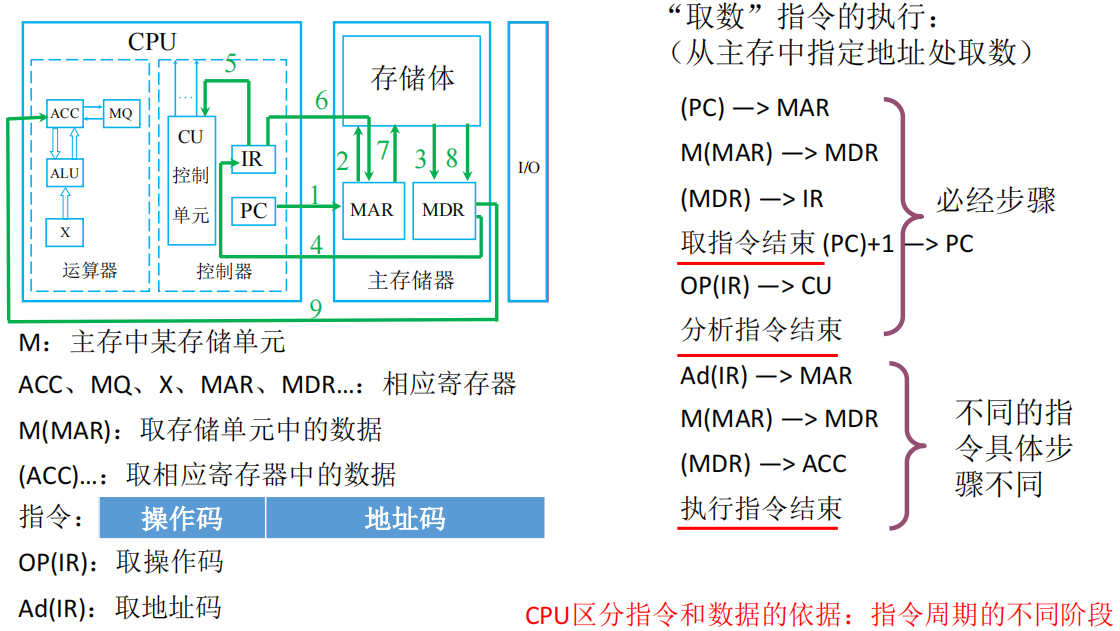 CPU
ACC
MQ
ALU
X
运算器
…
CU
控制
单元
IR
PC
控制器
存储体
MAR
MDR
主存储器
I/O
1
2
3
4
5
6
7
8
9
M：主存中某存储单元
ACC、MQ、X、MAR、MDR…：相应寄存器
M(MAR)：取存储单元中的数据
(ACC)…：取相应寄存器中的数据
指令：
操作码
地址码
OP(IR)：取操作码
Ad(IR)：取地址码
“取数”指令的执行：
（从主存中指定地址处取数）
(PC) —> MAR
M(MAR) —> MDR
(MDR) —> IR
取指令结束 (PC)+1 —> PC
OP(IR) —> CU
分析指令结束
必经步骤
Ad(IR) —> MAR
M(MAR) —> MDR
(MDR) —> ACC
执行指令结束
不同的指
令具体步
骤不同
CPU区分指令和数据的依据：指令周期的不同阶段